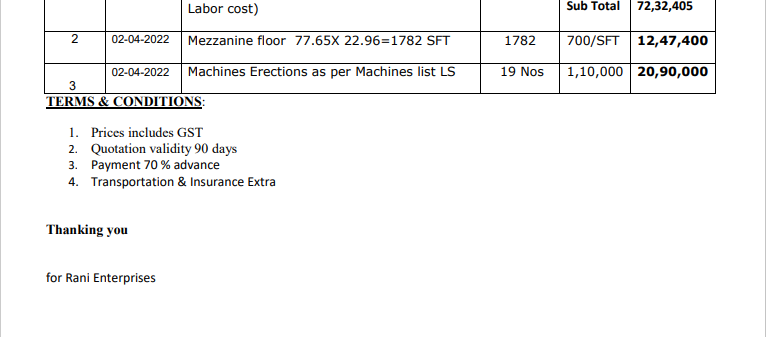 Labor cost) Sub Total 72,32,405
2 02-04-2022 Mezzanine floor 77.65X 22.96=1782 SFT 1782 700/SFT 12,47,400
3 02-04-2022 Machines Erections as per Machines list LS 19 Nos 1,10,000 20,90,000
TERMS & CONDITIONS:
1. Prices includes GST
2. Quotation validity 90 days
3. Payment 70 % advance
4. Transportation & Insurance Extra
Thanking you
for Rani Enterprises